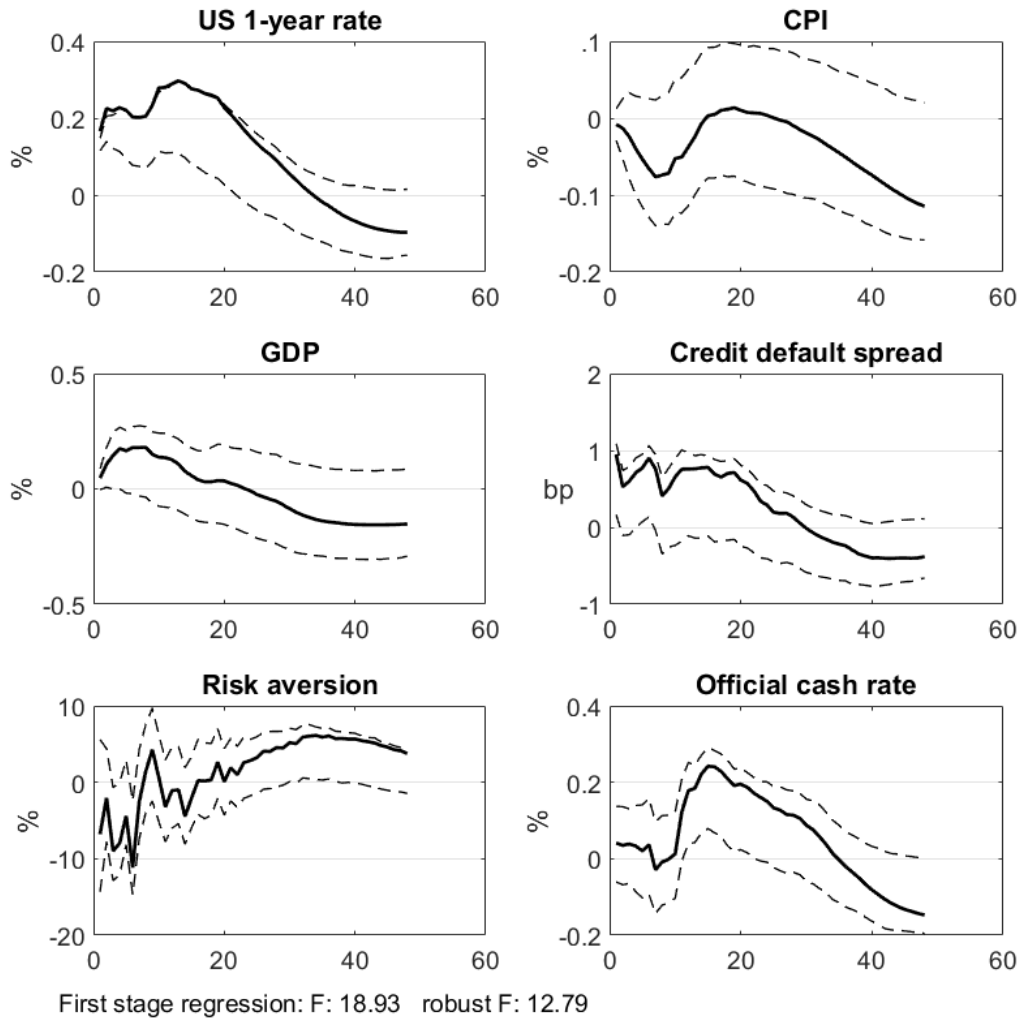 US 1-year rate
0.4
0.2
0
-0.2
%
0 20 40 60
CPI
.1
0
-0.1
-0.2
%
0 20 40 60
GDP
0.5
0
-0.5
%
0 20 40 60
Credit default spread
2
1
0
-1
bp
0 20 40 60
Risk aversion
10
0
-10
-20
%
0 20 40 60
Official cash rate
0.4
0.2
0
-0.2
%
0 20 40 60
First stage regression: F: 18.93 robust F: 12.79